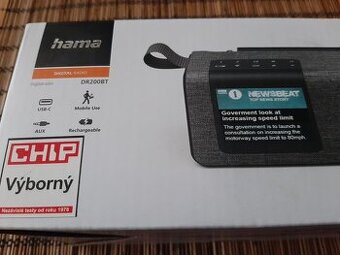 hama
DIGITAL RADIO
DR200BT
USB-C
Mobile Use
AUX
Rechargeable
CHIP
Výborný
Nezávislé testy od roku 1978
1 NEWSBEAT
TOP NEWS STORY
Goverment look at
increasing speed limit
The government is to launch a
consultation on increasing the
motorway speed limit to 80mph.